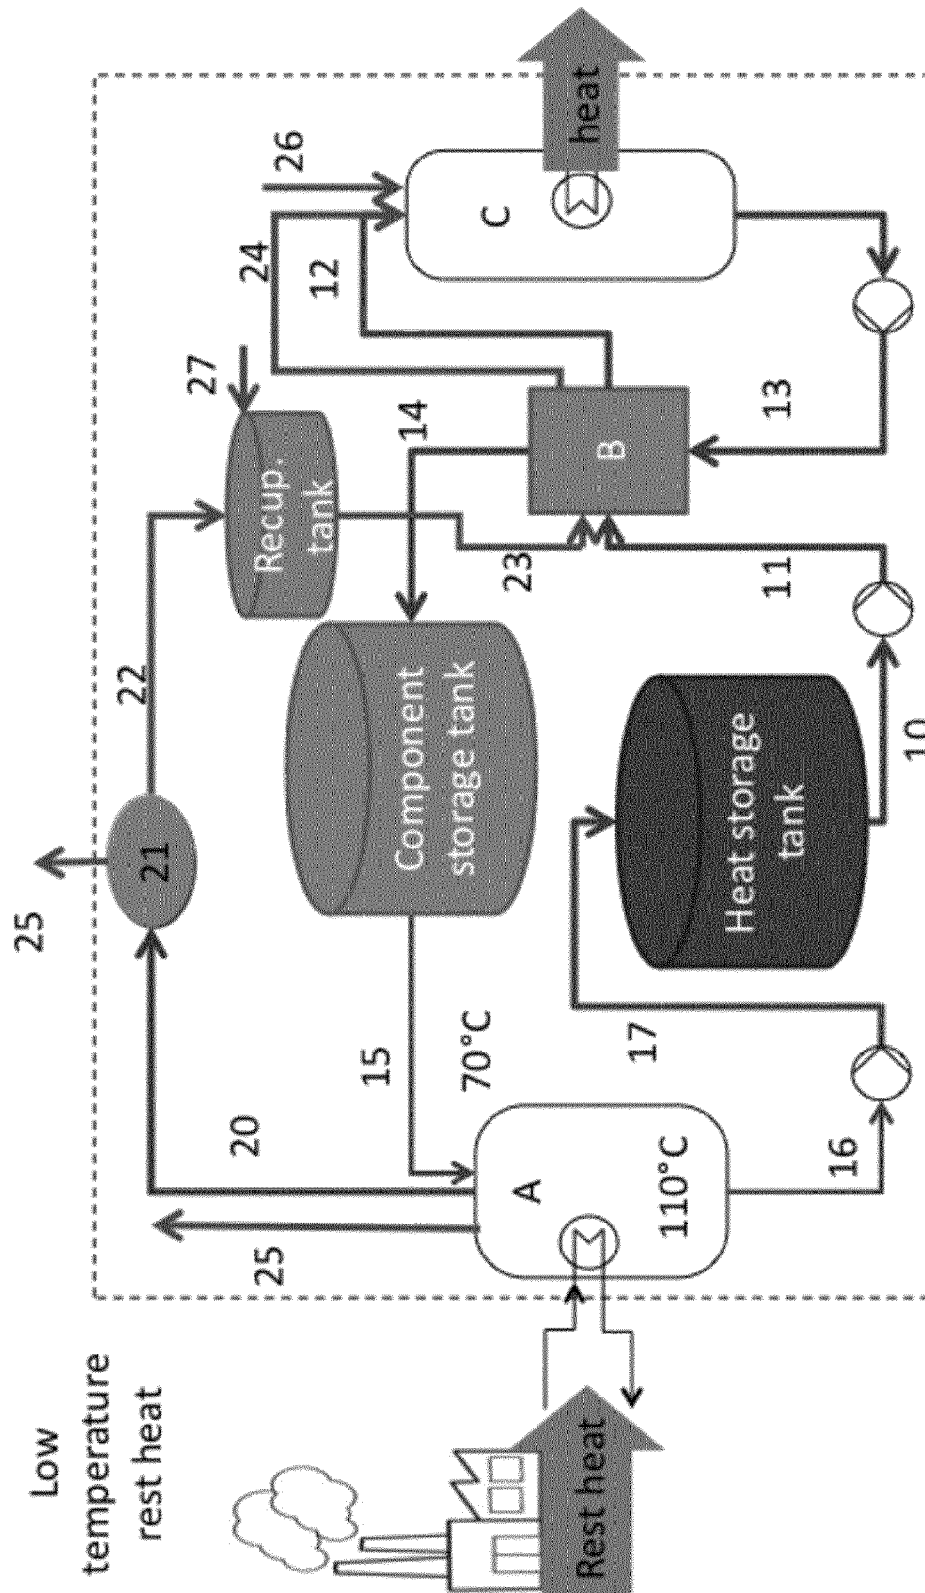 Low
temperature
rest heat
Rest heat
25
25
20
21
22
27
24
12
26
Recup.
tank
14
23
15
70°C
Component
storage tank
A
110°C
B
C
heat
17
Heat storage
tank
16
10
11
13